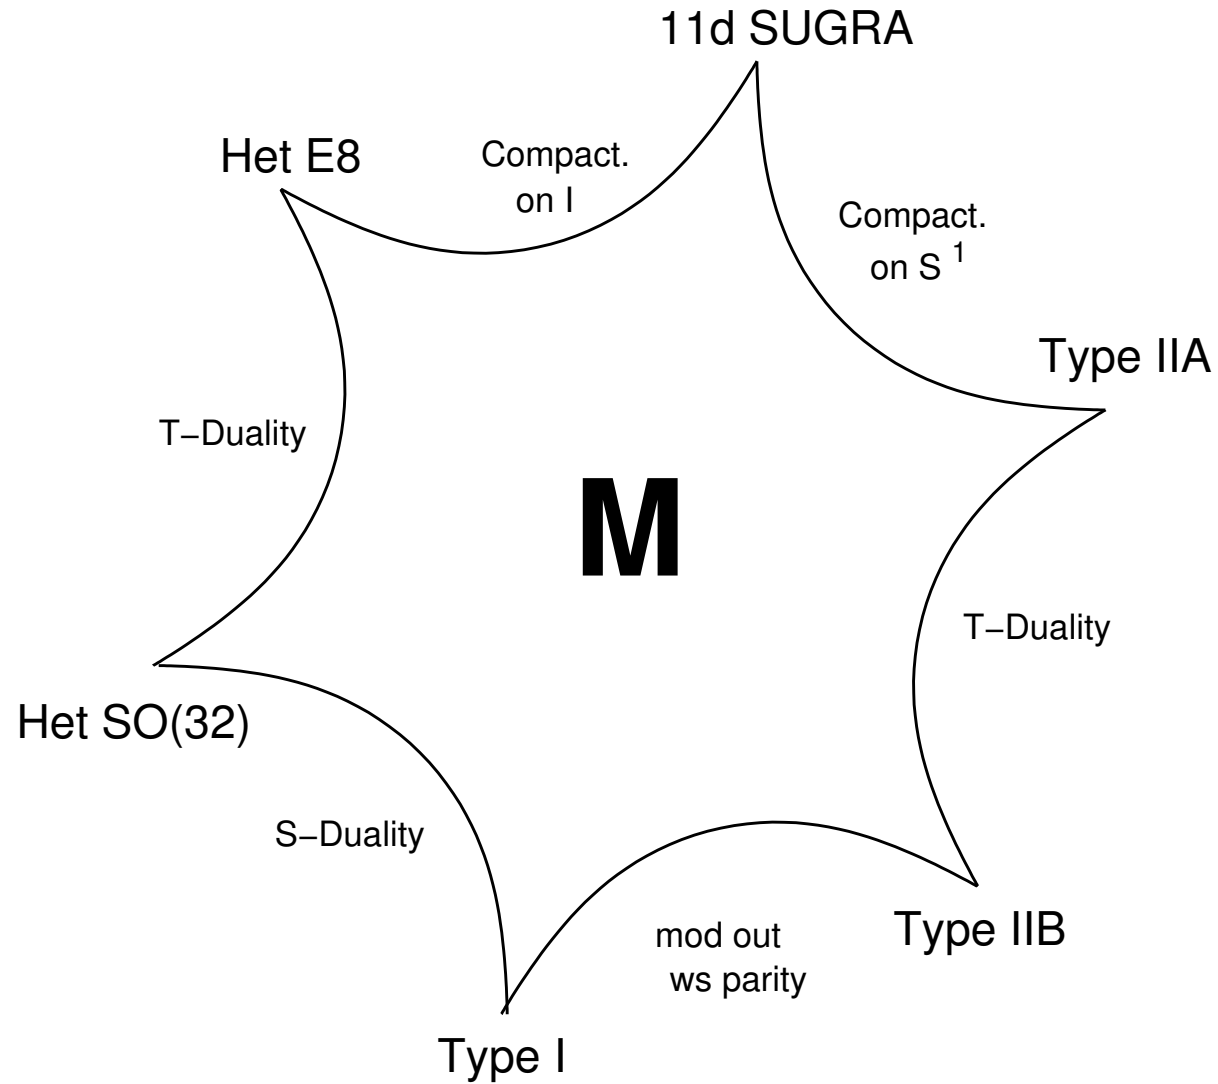 11d SUGRA
Het E8
Compact.
on I
Compact.
on S 1
Type IIA
T–Duality
M
T–Duality
Het SO(32)
S–Duality
Type IIB
mod out
ws parity
Type I